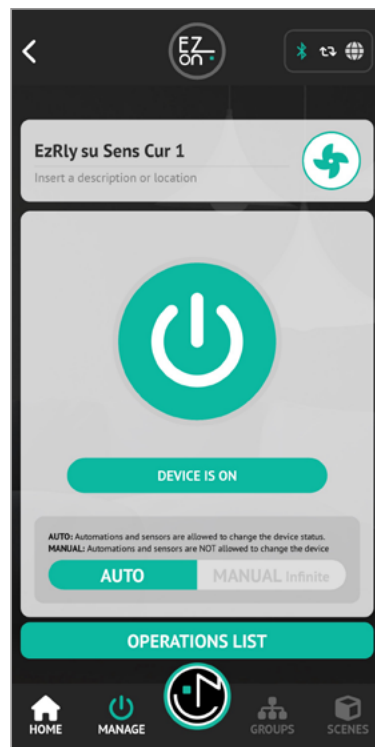 EZ
on
EzRly su Sens Cur 1
Insert a description or location
DEVICE IS ON
AUTO: Automations and sensors are allowed to change the device status.
MANUAL: Automations and sensors are NOT allowed to change the device
AUTO
MANUAL Infinite
OPERATIONS LIST
HOME
MANAGE
GROUPS
SCENES